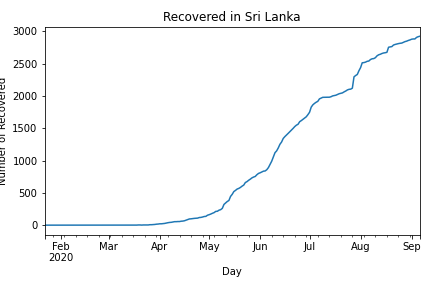 Recovered in Sri Lanka
3000
2500
2000
1500
1000
500
0
Number of Recovered
Feb Mar Apr May Jun Jul Aug Sep
2020
Day